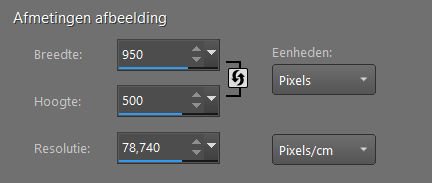 Afmetingen afbeelding
Breedte: 950
Eenheden:
Pixels
Hoogte: 500
Resolutie: 78,740 Pixels/cm